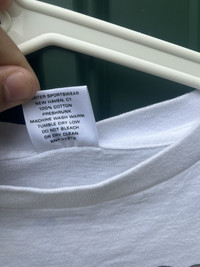 SPORTSWEAR
NEW HAVEN, CT
100% COTTON
PRESHRUNK
MACHINE WASH WARM
TUMBLE DRY LOW
DO NOT BLEACH
OR DRY CLEAN